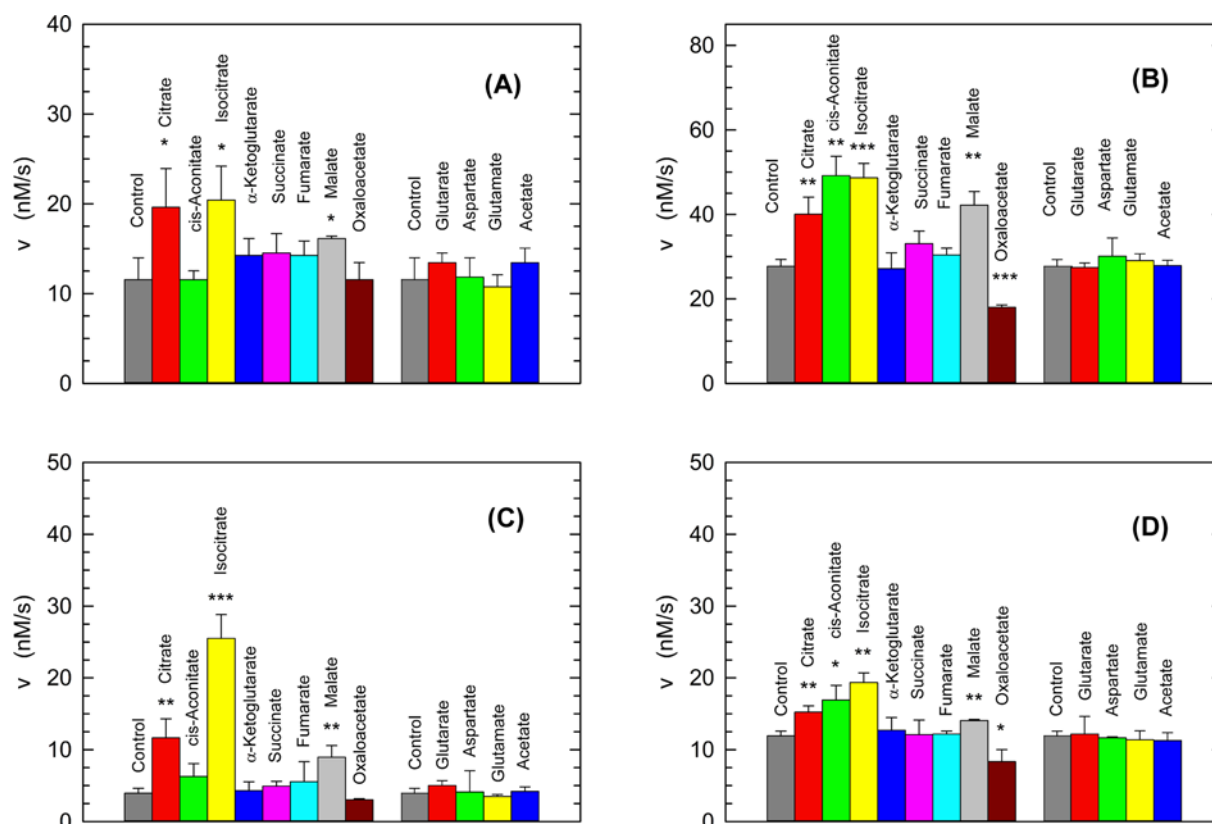 (A)
v (nM/s)
40
30
20
10
0
Control
* Citrate
cis-Aconitate
* Isocitrate
α-Ketoglutarate
Succinate
Fumarate
* Malate
Oxaloacetate
Control
Glutarate
Aspartate
Glutamate
Acetate
(B)
v (nM/s)
80
60
40
20
0
Control
** Citrate
** cis-Aconitate
*** Isocitrate
α-Ketoglutarate
Succinate
Fumarate
** Malate
*** Oxaloacetate
Control
Glutarate
Aspartate
Glutamate
Acetate
(C)
v (nM/s)
50
40
30
20
10
0
Control
** Citrate
cis-Aconitate
*** Isocitrate
α-Ketoglutarate
Succinate
Fumarate
** Malate
Oxaloacetate
Control
Glutarate
Aspartate
Glutamate
Acetate
(D)
v (nM/s)
50
40
30
20
10
0
Control
** Citrate
* cis-Aconitate
** Isocitrate
α-Ketoglutarate
Succinate
Fumarate
** Malate
* Oxaloacetate
Control
Glutarate
Aspartate
Glutamate
Acetate